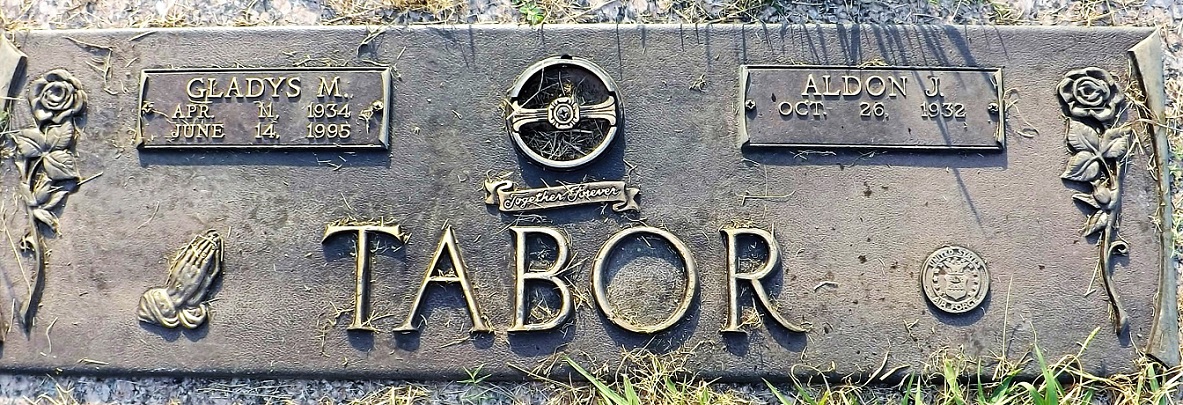 GLADYS M.
APR. 11, 1934
JUNE 14, 1995
ALDON J.
OCT. 26, 1932
Together Forever
TABOR
UNITED STATES
AIR FORCE